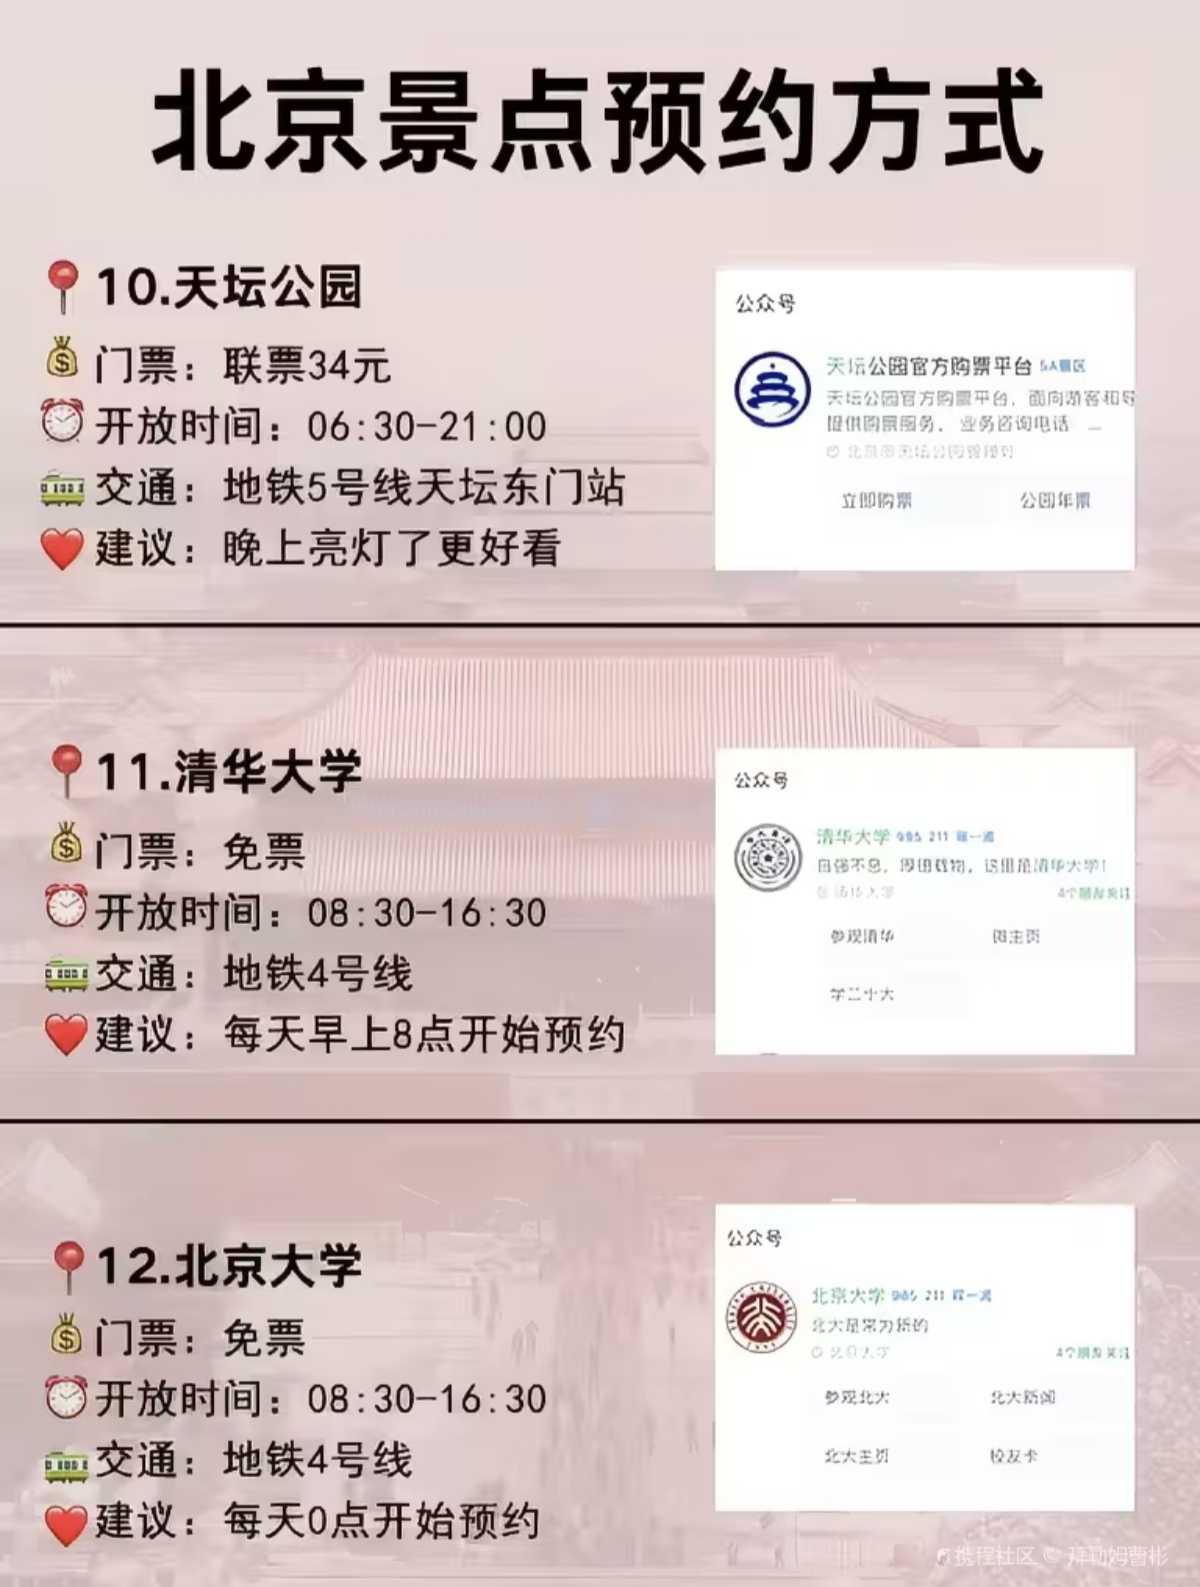 北京景点预约方式
10.天坛公园
门票：联票34元
开放时间：06:30-21:00
交通：地铁5号线天坛东门站
建议：晚上亮灯了更好看
公众号
天坛公园官方购票平台 5A景区
天坛公园官方购票平台，面向游客和导
提供购票服务，业务咨询电话 ...
立即购票 公园年票
11.清华大学
门票：免票
开放时间：08:30-16:30
交通：地铁4号线
建议：每天早上8点开始预约
公众号
清华大学 985 211 双一流
自强不息，厚德载物，这里是清华大学！
清华大学 4个朋友关注
参观清华
12.北京大学
门票：免票
开放时间：08:30-16:30
交通：地铁4号线
建议：每天0点开始预约
公众号
北京大学 985 211 双一流
北大是常为新的
北京大学 4个朋友关注
参观北大 北大新闻
北大主页 校友卡
携程社区